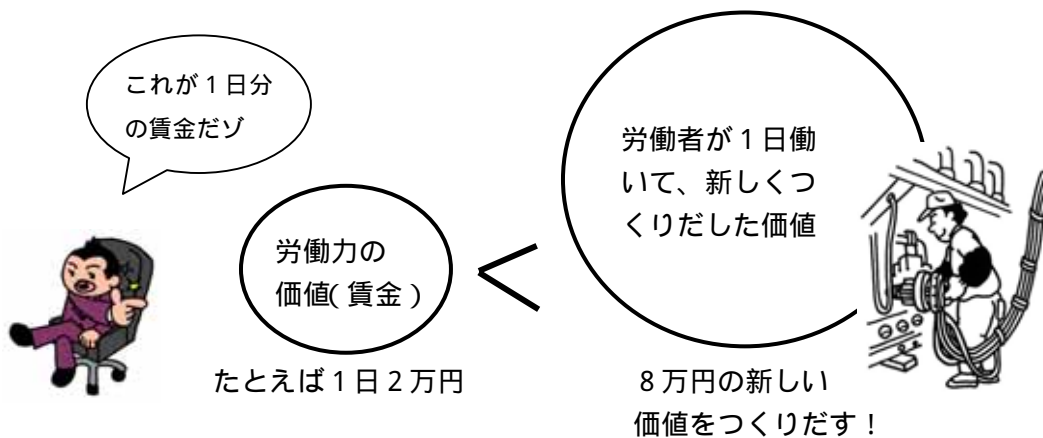 これが１日分
の賃金だゾ
労働者が１日働
いて、新しくつ
くりだした価値
労働力の
価値(賃金)
＜
たとえば１日２万円
８万円の新しい
価値をつくりだす！